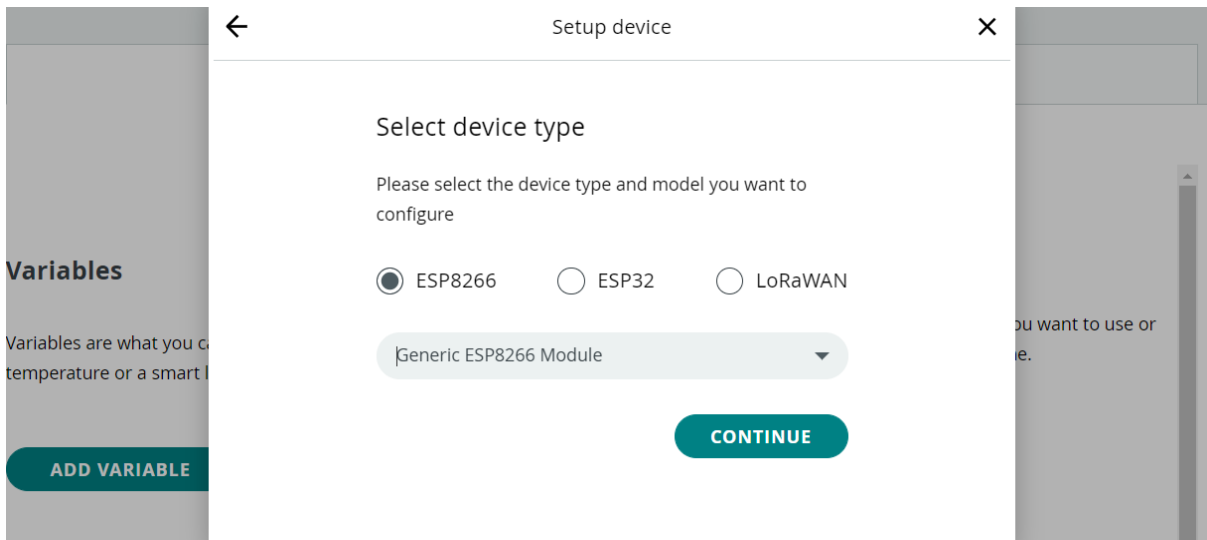 Setup device
Select device type
Please select the device type and model you want to
configure
ESP8266
ESP32
LoRaWAN
Generic ESP8266 Module
CONTINUE
Variables
Variables are what you
temperature or a smart
ADD VARIABLE
you want to use or